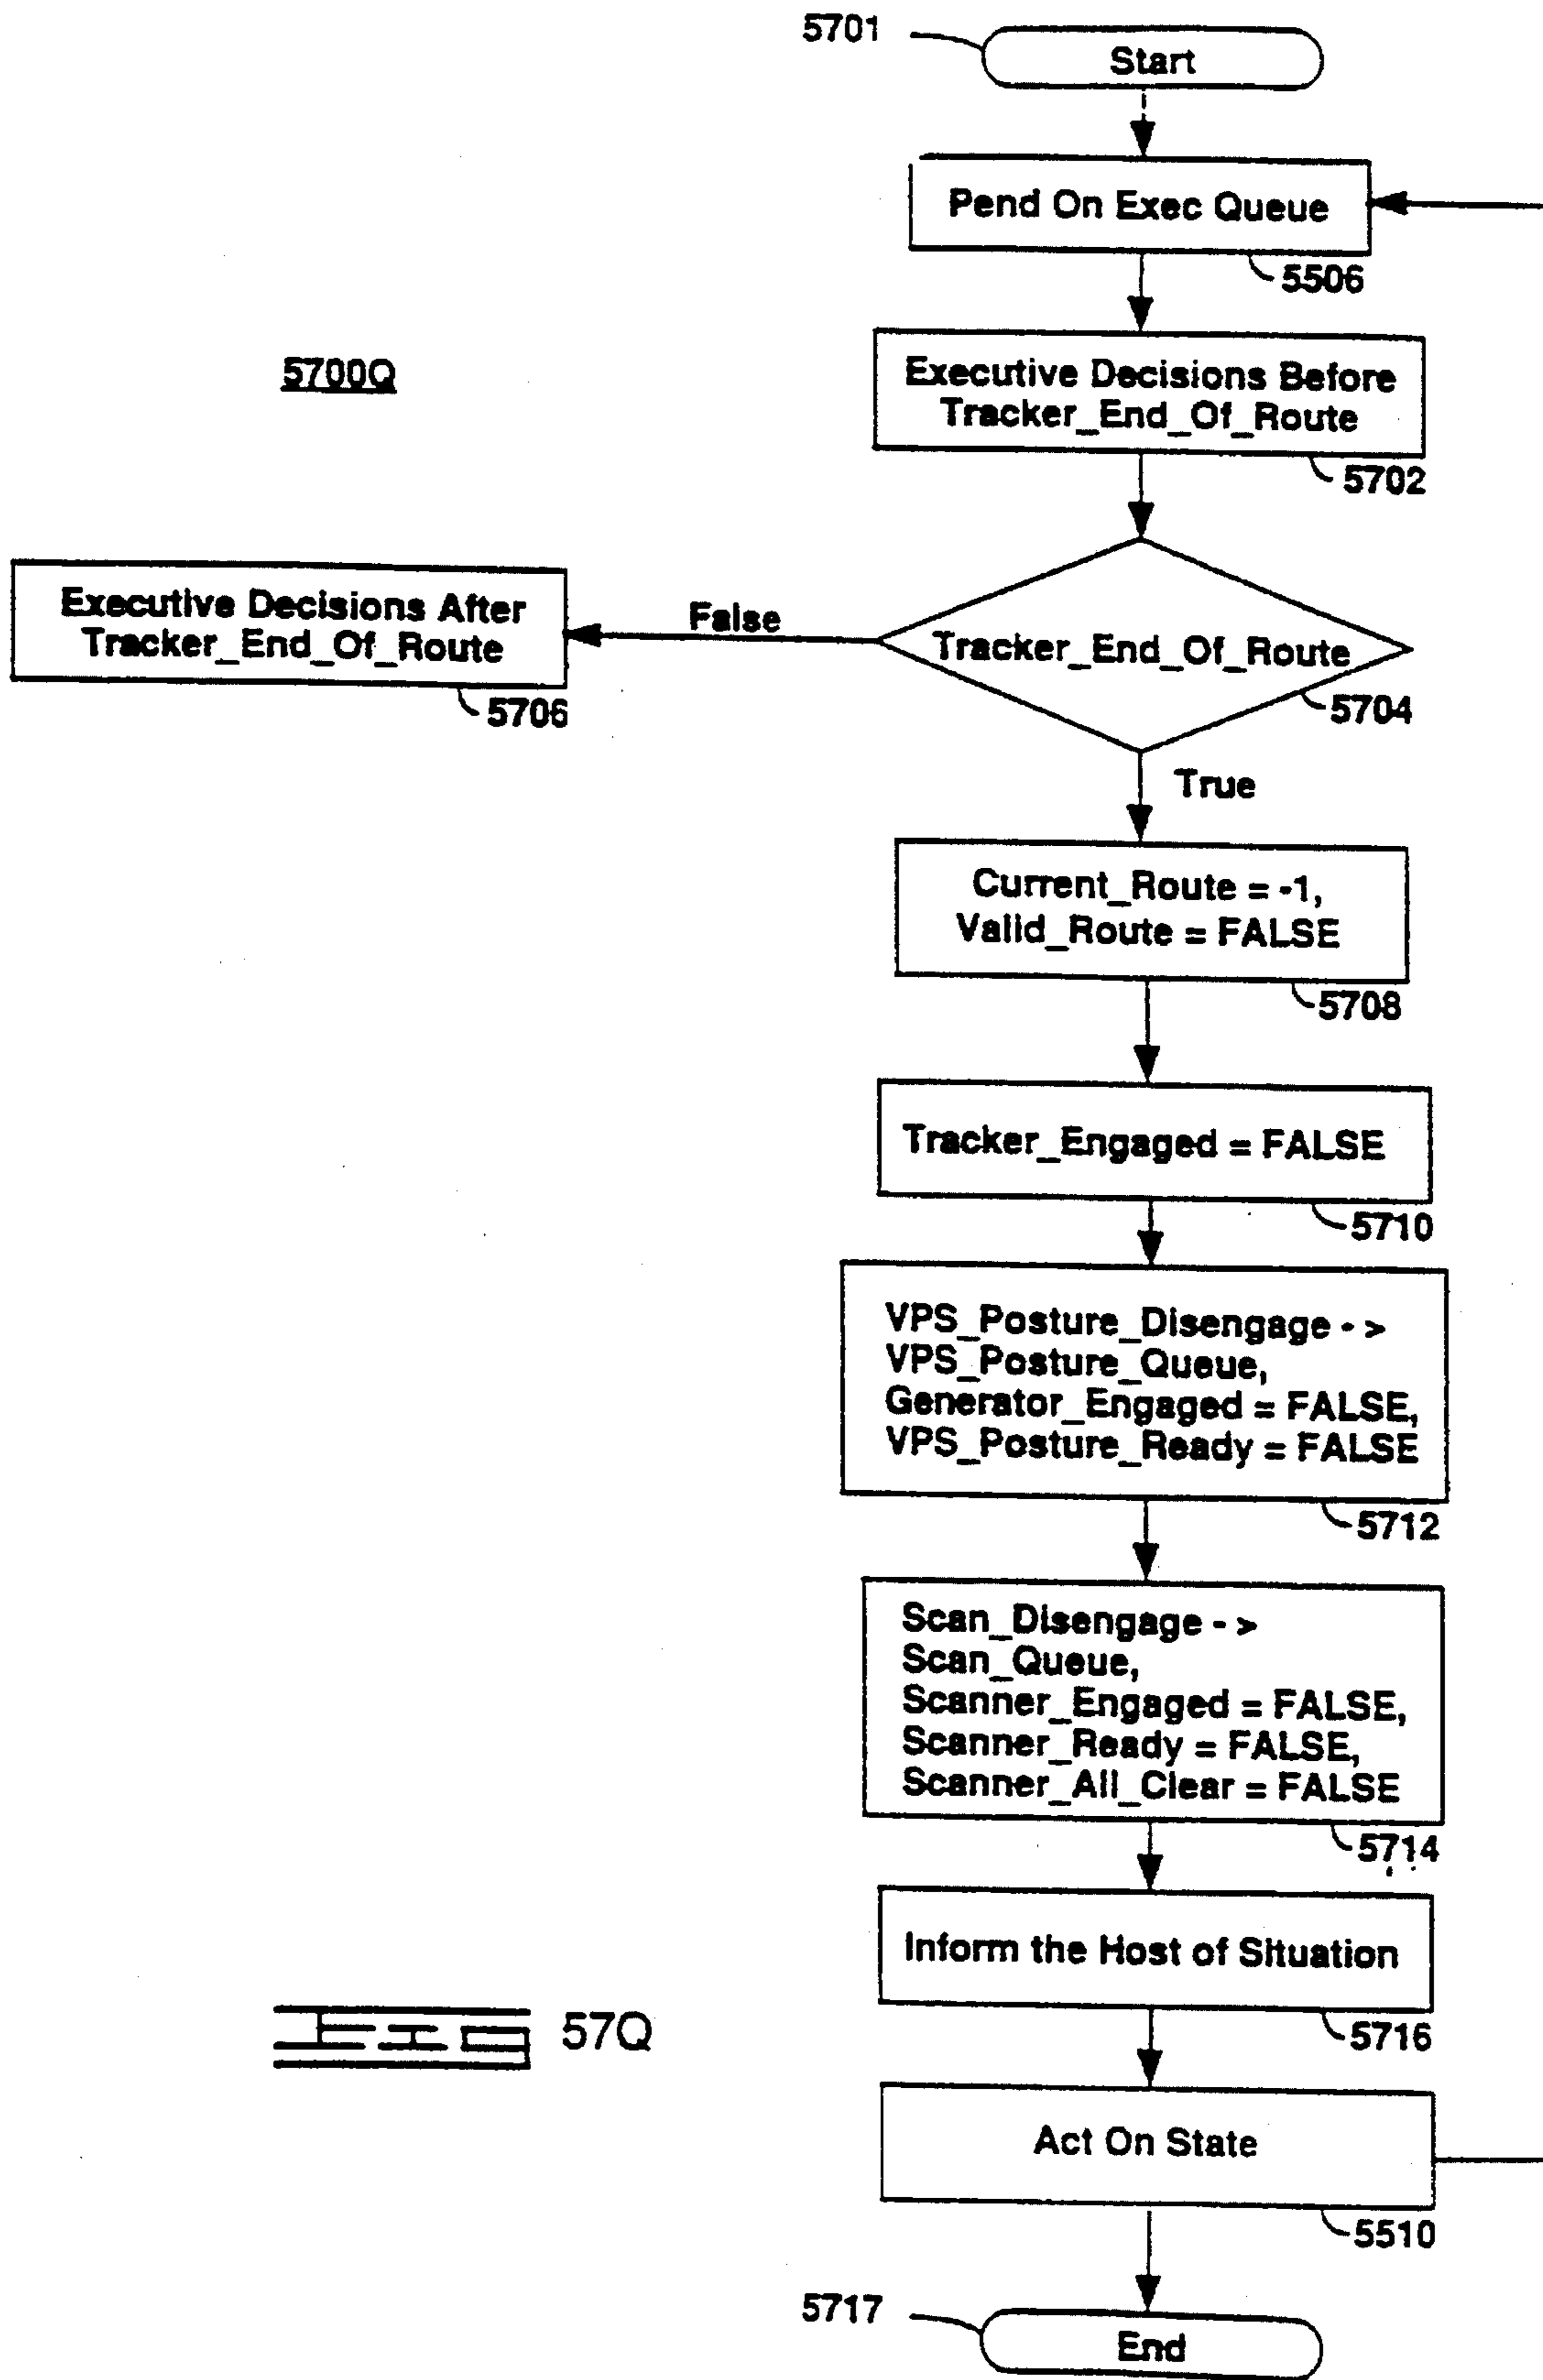 5701
Start
Pend On Exec Queue
5506
5700Q
Executive Decisions Before
Tracker_End_Of_Route
5702
Executive Decisions After
Tracker_End_Of_Route
5706
False
Tracker_End_Of_Route
5704
True
Current_Route = -1,
Valid_Route = FALSE
5708
Tracker_Engaged = FALSE
5710
VPS_Posture_Disengage - >
VPS_Posture_Queue,
Generator_Engaged = FALSE,
VPS_Posture_Ready = FALSE
5712
Scan_Disengage - >
Scan_Queue,
Scanner_Engaged = FALSE,
Scanner_Ready = FALSE,
Scanner_All_Clear = FALSE
5714
Inform the Host of Situation
5716
Fig 57Q
Act On State
5510
5717
End